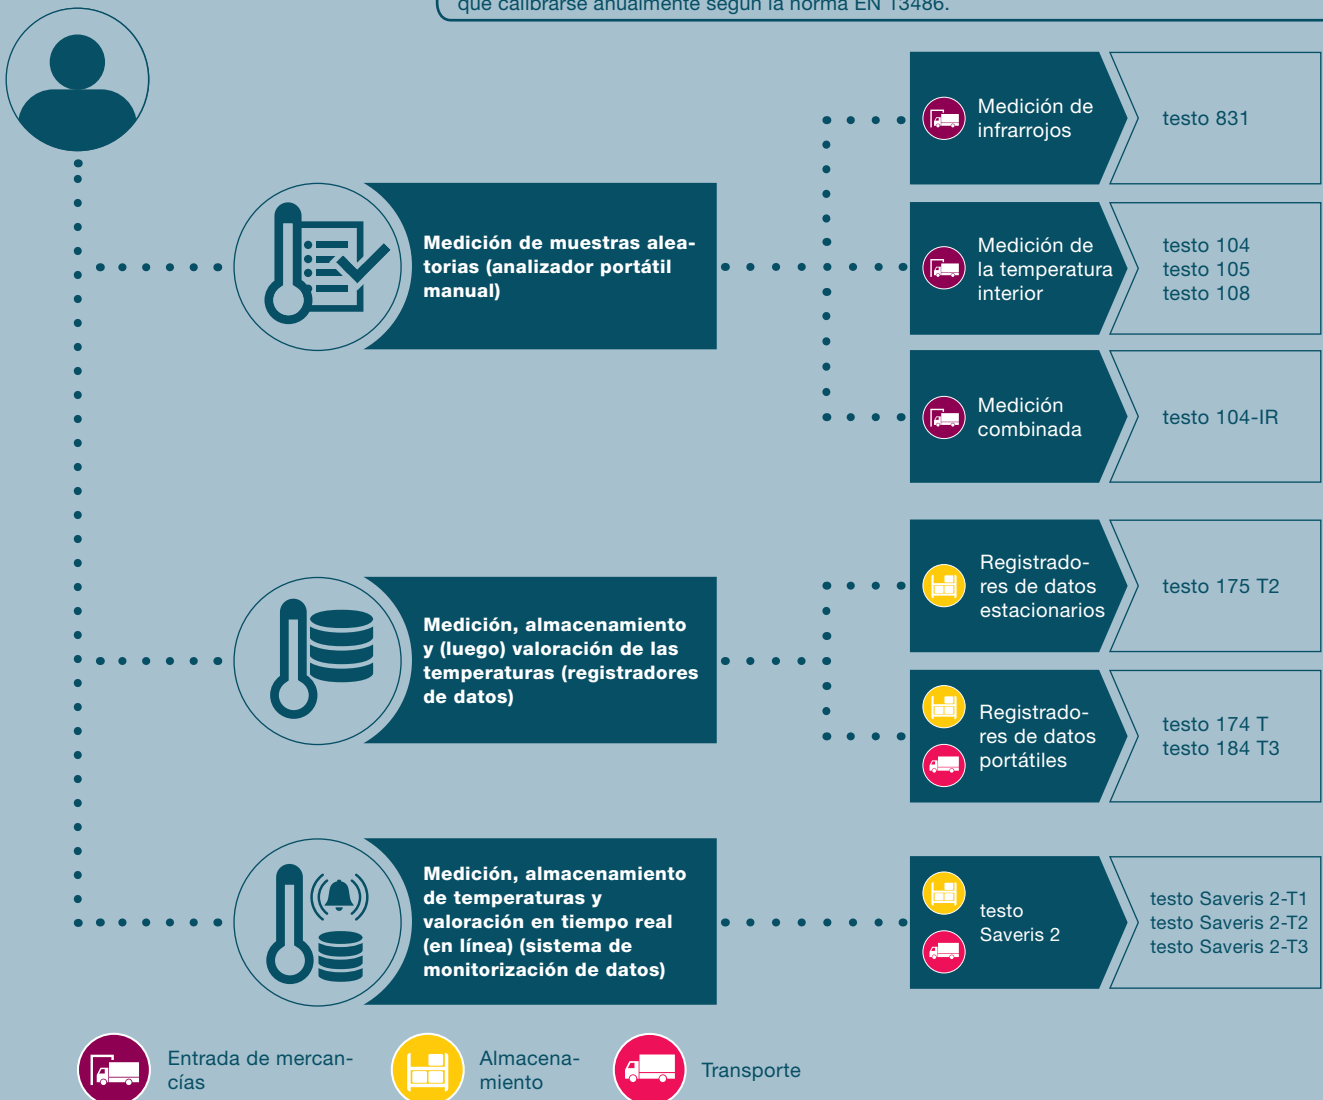 que calibrarse anualmente según la norma EN 13486.
Medición de muestras alea-
torias (analizador portátil
manual)
Medición de
infrarrojos
testo 831
Medición de
la temperatura
interior
testo 104
testo 105
testo 108
Medición
combinada
testo 104-IR
Medición, almacenamiento
y (luego) valoración de las
temperaturas (registradores
de datos)
Registrado-
res de datos
estacionarios
testo 175 T2
Registrado-
res de datos
portátiles
testo 174 T
testo 184 T3
Medición, almacenamiento
de temperaturas y
valoración en tiempo real
(en línea) (sistema de
monitorización de datos)
testo
Saveris 2
testo Saveris 2-T1
testo Saveris 2-T2
testo Saveris 2-T3
Entrada de mercan-
cías
Almacena-
miento
Transporte